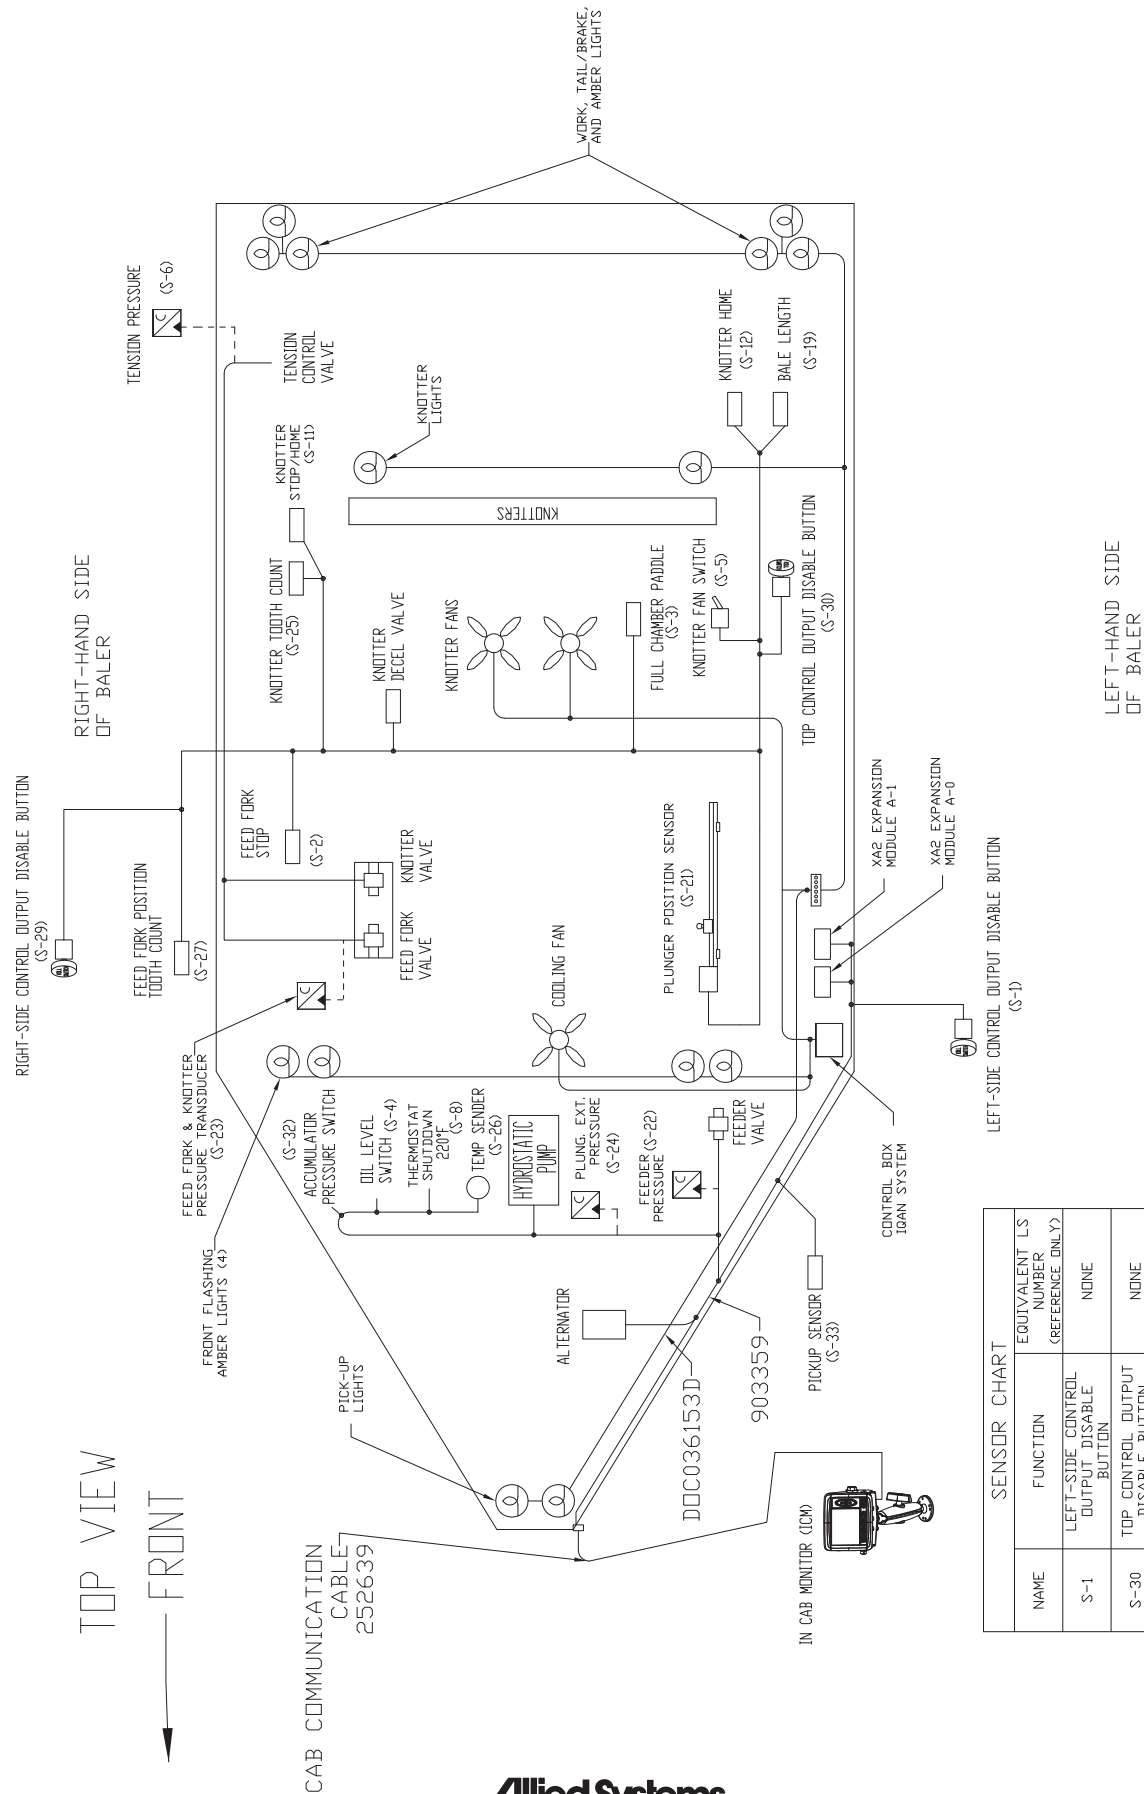 TOP VIEW
FRONT
RIGHT-HAND SIDE
OF BALER
LEFT-HAND SIDE
OF BALER
WORK, TAIL/BRAKE,
AND AMBER LIGHTS
TENSION PRESSURE
(S-6)
TENSION
CONTROL
VALVE
KNOTTER
LIGHTS
KNOTTER HOME
(S-12)
BALE LENGTH
(S-19)
KNOTTER
STOP/HOME
(S-11)
KNOTTERS
KNOTTER TOOTH COUNT
(S-25)
KNOTTER
DECEL VALVE
KNOTTER FANS
FULL CHAMBER PADDLE
(S-3)
KNOTTER FAN SWITCH
(S-5)
TOP CONTROL OUTPUT DISABLE BUTTON
(S-30)
RIGHT-SIDE CONTROL OUTPUT DISABLE BUTTON
(S-29)
FEED FORK POSITION
TOOTH COUNT
(S-27)
FEED FORK
STOP
(S-2)
KNOTTER
VALVE
FEED FORK
VALVE
COOLING FAN
PLUNGER POSITION SENSOR
(S-21)
XA2 EXPANSION
MODULE A-1
XA2 EXPANSION
MODULE A-0
LEFT-SIDE CONTROL OUTPUT DISABLE BUTTON
(S-1)
FEED FORK & KNOTTER
PRESSURE TRANSDUCER
(S-23)
FRONT FLASHING
AMBER LIGHTS (4)
(S-32)
ACCUMULATOR
PRESSURE SWITCH
OIL LEVEL
SWITCH (S-4)
THERMOSTAT
SHUTDOWN
220°F
(S-8)
TEMP SENDER
(S-26)
HYDROSTATIC
PUMP
PLUNG. EXT.
PRESSURE
(S-24)
FEEDER (S-22)
PRESSURE
FEEDER
VALVE
CONTROL BOX
IQAN SYSTEM
ALTERNATOR
PICK-UP
LIGHTS
DOC036153D
903359
PICKUP SENSOR
(S-33)
CAB COMMUNICATION
CABLE
252639
IN CAB MONITOR (ICM)
SENSOR CHART
NAME
FUNCTION
EQUIVALENT LS
NUMBER
(REFERENCE ONLY)
S-1
LEFT-SIDE CONTROL
OUTPUT DISABLE
BUTTON
NONE
S-30
TOP CONTROL OUTPUT
DISABLE BUTTON
NONE
Allied Systems